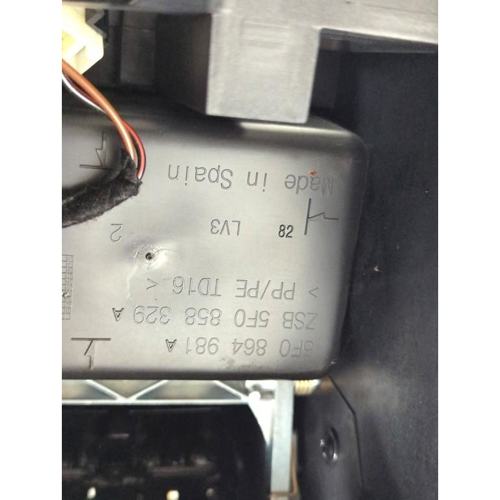 5F0 864 981 A
ZSB 5F0 858 329 A
> PP/PE TD16 <
82 LV3 2
Made in Spain